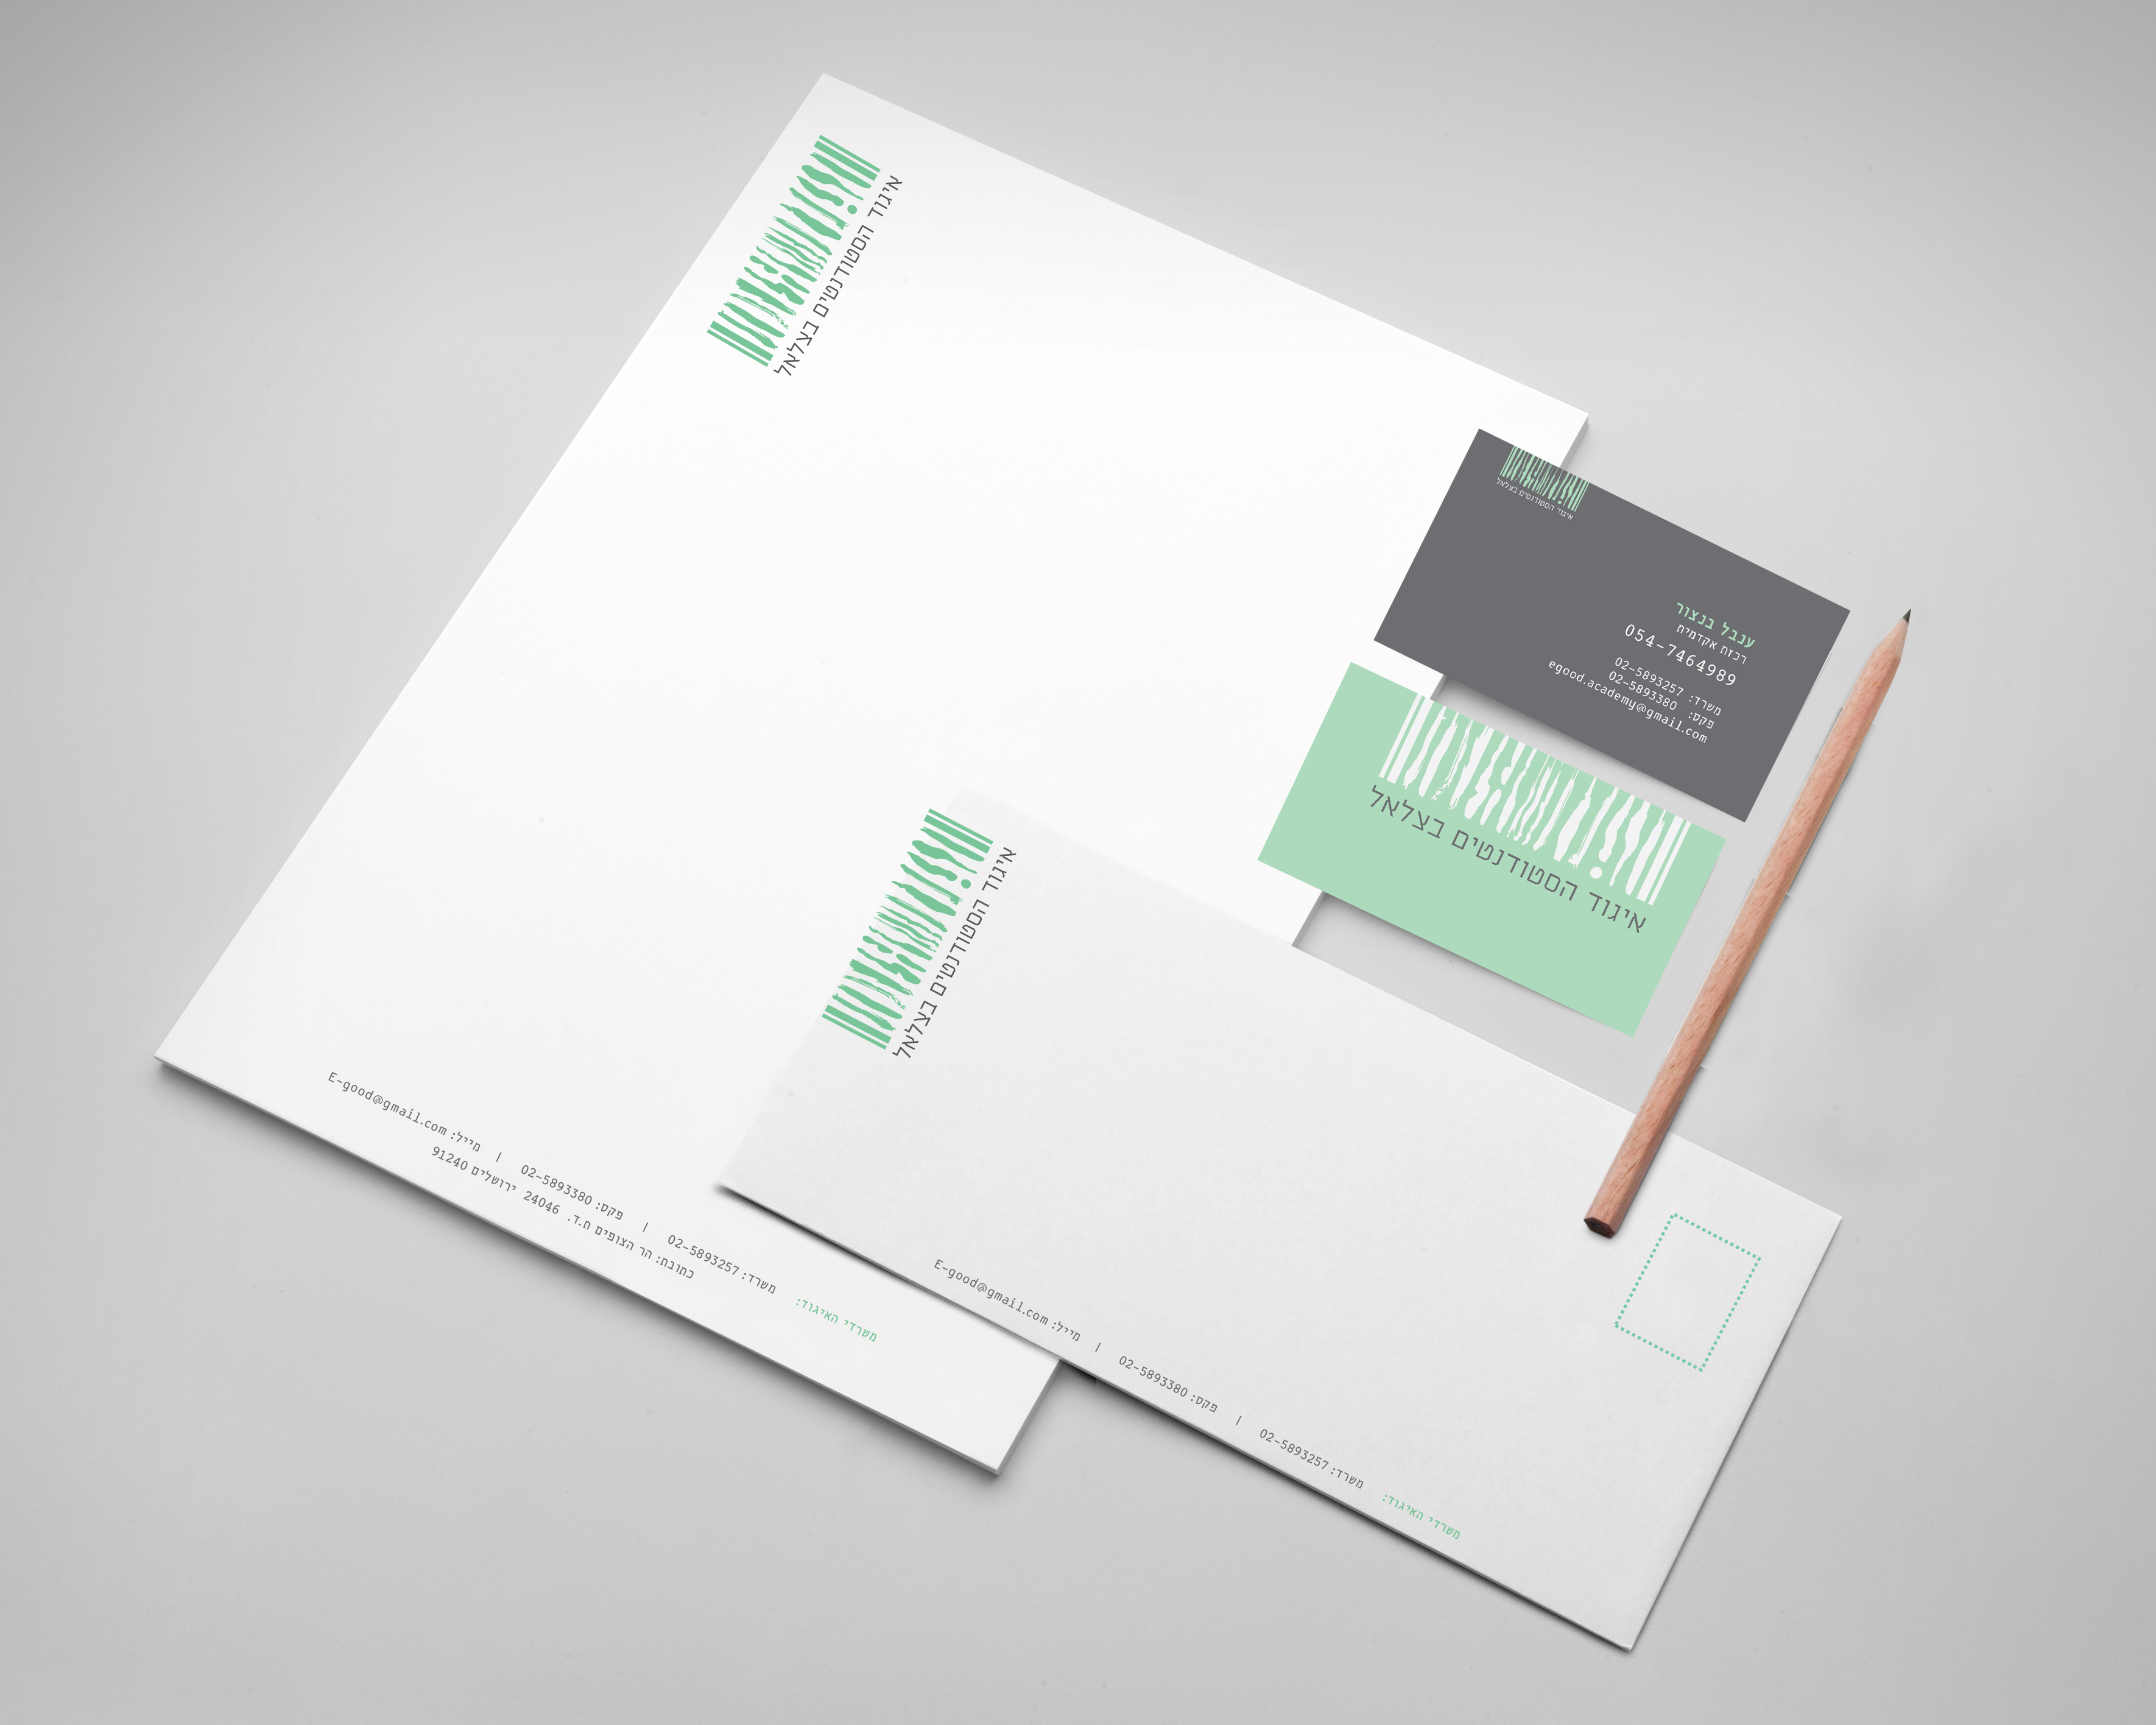 איגוד הסטודנטים בצלאל
איגוד הסטודנטים בצלאל
ענבל בנצור
רכזת אקדמית
054-7464989
משרד: 02-5893257
פקס: 02-5893380
egood.academy@gmail.com
איגוד הסטודנטים בצלאל
איגוד הסטודנטים בצלאל
משרדי האיגוד: משרד: 02-5893257 | פקס: 02-5893380 | מייל: E-good@gmail.com
כתובת: הר הצופים ת.ד. 24046 ירושלים 91240
משרדי האיגוד: משרד: 02-5893257 | פקס: 02-5893380 | מייל: E-good@gmail.com